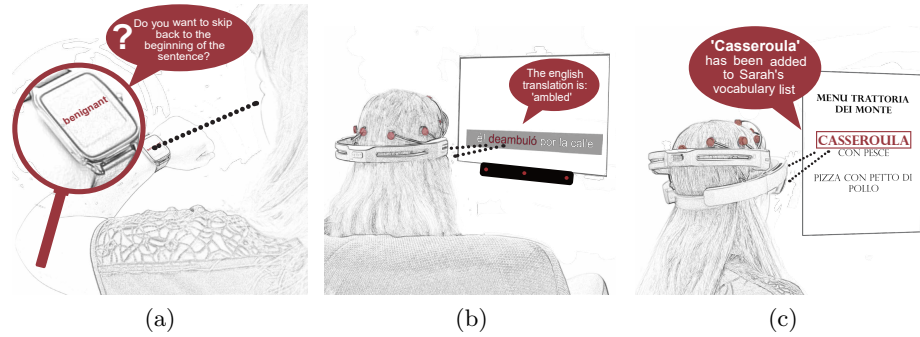 ? Do you want to skip
back to the
beginning of the
sentence?
benignant
(a)
The english
translation is:
'ambled'
el deambuló por la calle
(b)
'Casseroula'
has been added
to Sarah's
vocabulary list
MENU TRATTORIA
DEI MONTE
CASSEROULA
CON PESCE
PIZZA CON PETTO DI
POLLO
(c)